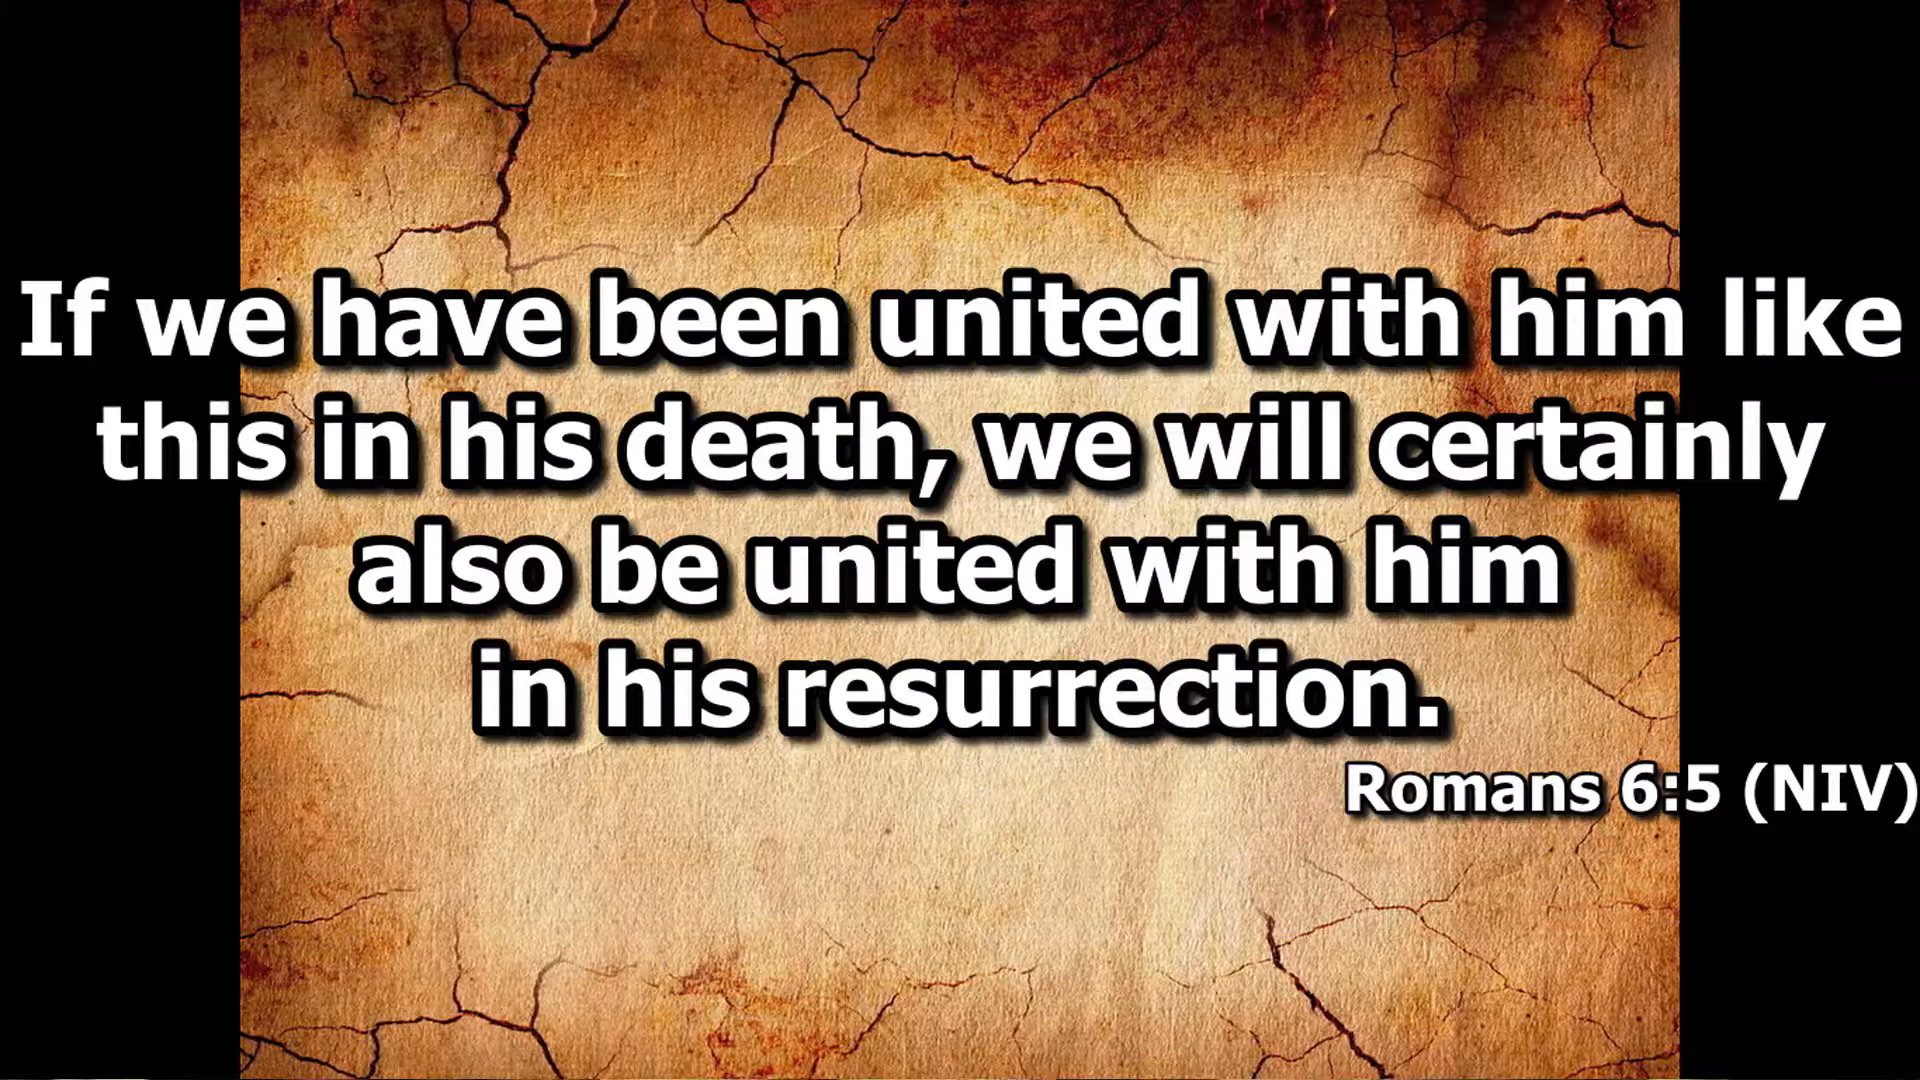 If we have been united with him like
this in his death, we will certainly
also be united with him
in his resurrection.
Romans 6:5 (NIV)